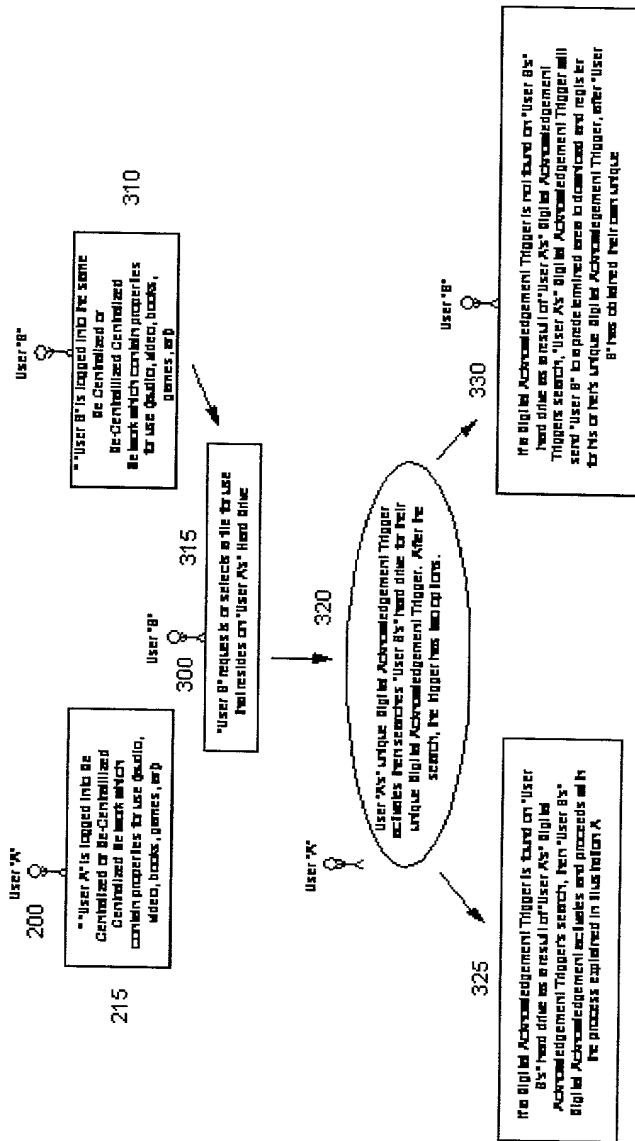 User "A"
200
" "User A" is logged into De
Centralized or De-Centralized
Centralized Network which
contain properties for use (audio,
video, books, games, art)
215
User "B"
" "User B" is logged into the same
De Centralized or
De-Centralized Centralized
Network which contain properties
for use (audio, video, books,
games, art)
310
User "B"
300
315
"User B" requests or selects a file for use
that resides on "User A's" Hard Drive
User "A"
320
User "A's" unique Digital Acknowledgement Trigger
activates then searches "User B's" hard drive for their
unique Digital Acknowledgement Trigger. After the
search, the trigger has two options.
325
If a Digital Acknowledgement Trigger is found on "User
B's" hard drive as a result of "User A's" Digital
Acknowledgement Trigger's search, then "User B's"
Digital Acknowledgement activates and proceeds with
the process explained in Illustration A
User "B"
330
If a Digital Acknowledgement Trigger is not found on "User B's"
hard drive as a result of "User A's" Digital Acknowledgement
Triggers search, "User A's" Digital Acknowledgement Trigger will
send "User B" to a predetermined area to download and register
for his or her's unique Digital Acknowledgement Trigger, after "User
B" has obtained their own unique